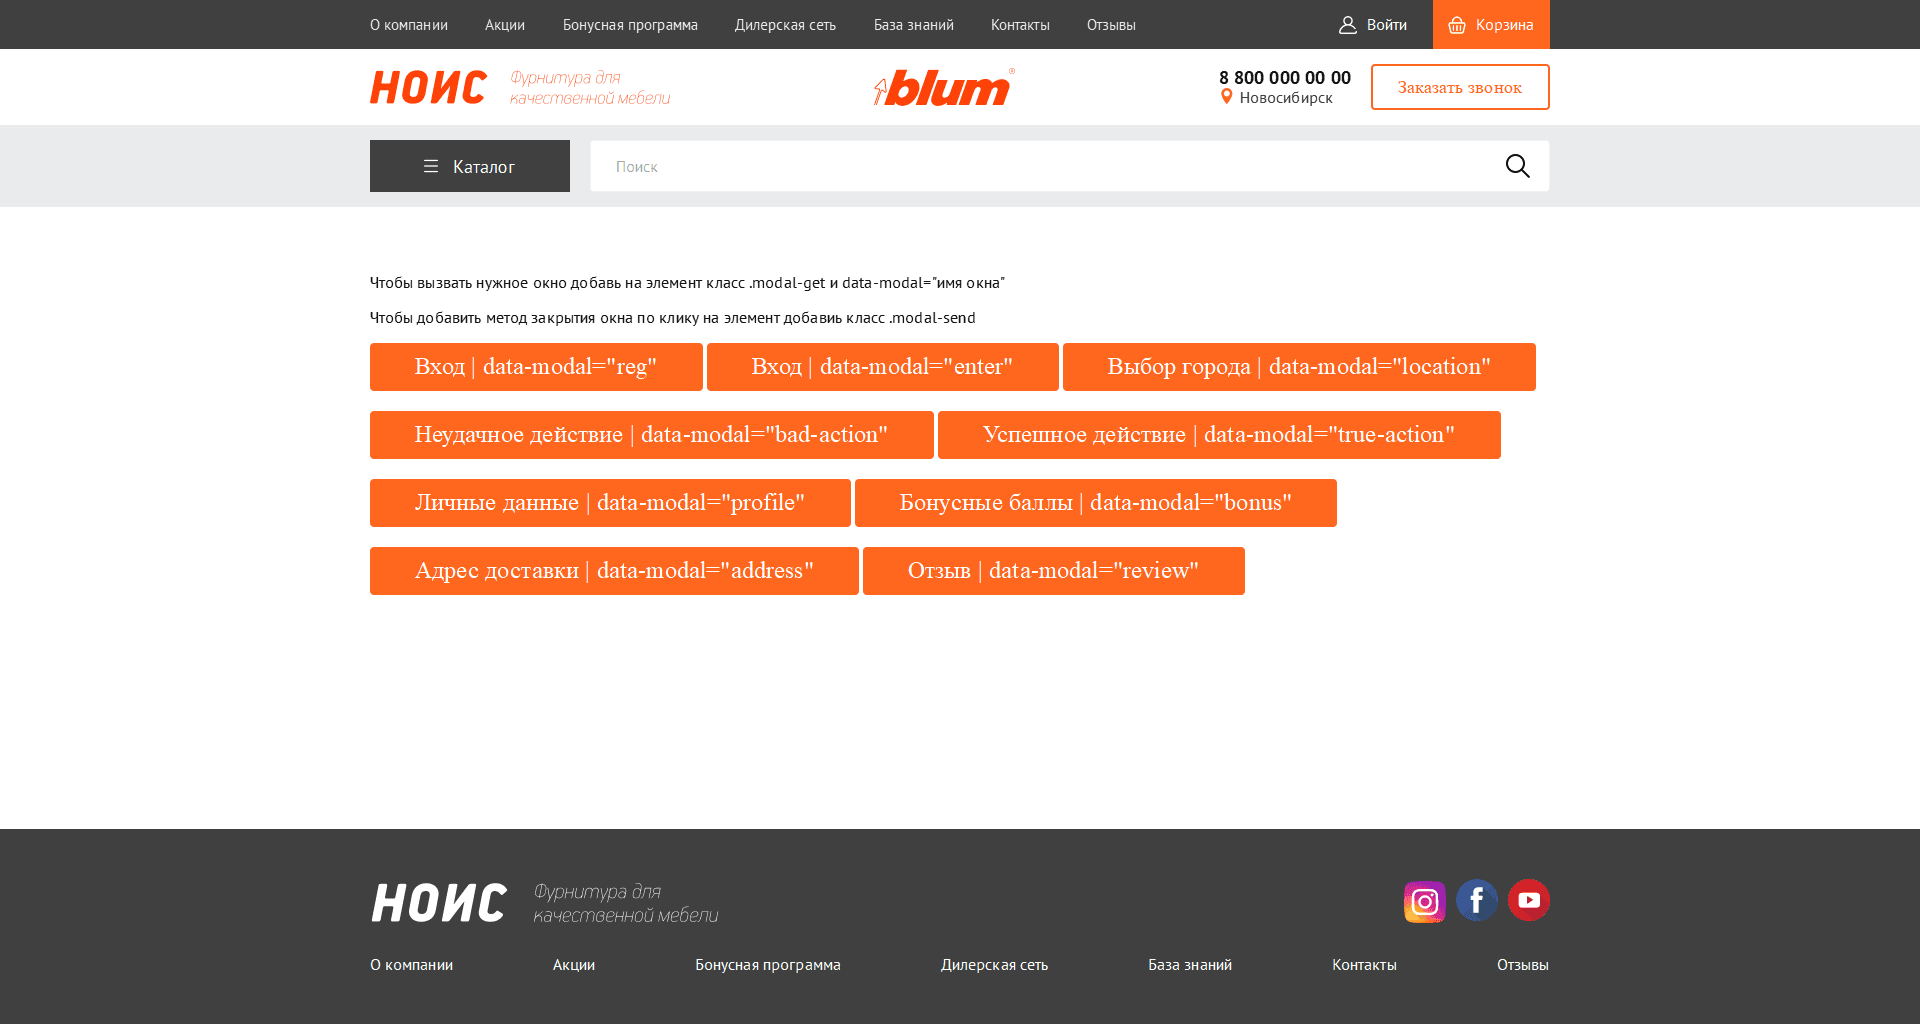 О компании Акции Бонусная программа Дилерская сеть База знаний Контакты Отзывы Войти Корзина
НОИС Фурнитура для качественной мебели blum® 8 800 000 00 00 Новосибирск Заказать звонок
Каталог Поиск
Чтобы вызвать нужное окно добавь на элемент класс .modal-get и data-modal="имя окна"
Чтобы добавить метод закрытия окна по клику на элемент добавиь класс .modal-send
Вход | data-modal="reg" Вход | data-modal="enter" Выбор города | data-modal="location"
Неудачное действие | data-modal="bad-action" Успешное действие | data-modal="true-action"
Личные данные | data-modal="profile" Бонусные баллы | data-modal="bonus"
Адрес доставки | data-modal="address" Отзыв | data-modal="review"
НОИС Фурнитура для качественной мебели
О компании Акции Бонусная программа Дилерская сеть База знаний Контакты Отзывы